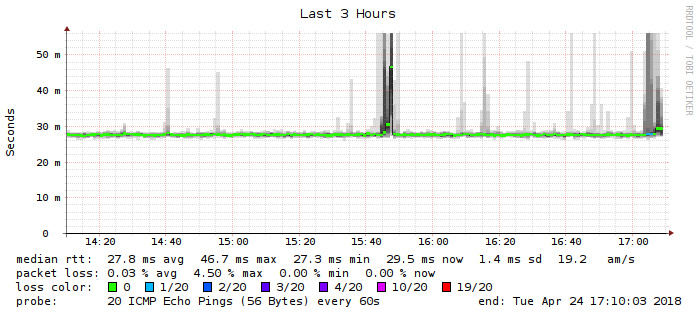 Last 3 Hours
RRDTOOL / TOBI OETIKER
Seconds
50 m
40 m
30 m
20 m
10 m
0
14:20 14:40 15:00 15:20 15:40 16:00 16:20 16:40 17:00
median rtt: 27.8 ms avg 46.7 ms max 27.3 ms min 29.5 ms now 1.4 ms sd 19.2 am/s
packet loss: 0.03 % avg 4.50 % max 0.00 % min 0.00 % now
loss color: 0 1/20 2/20 3/20 4/20 10/20 19/20
probe: 20 ICMP Echo Pings (56 Bytes) every 60s end: Tue Apr 24 17:10:03 2018